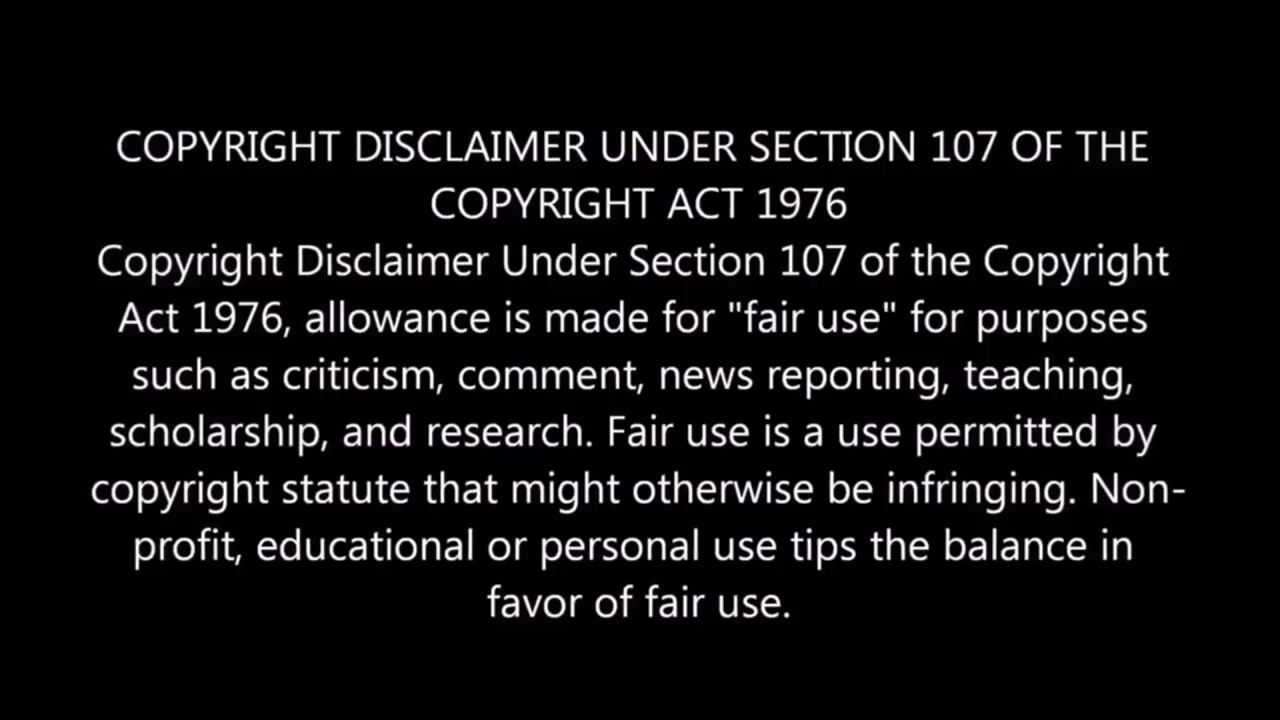 COPYRIGHT DISCLAIMER UNDER SECTION 107 OF THE
COPYRIGHT ACT 1976
Copyright Disclaimer Under Section 107 of the Copyright
Act 1976, allowance is made for "fair use" for purposes
such as criticism, comment, news reporting, teaching,
scholarship, and research. Fair use is a use permitted by
copyright statute that might otherwise be infringing. Non-
profit, educational or personal use tips the balance in
favor of fair use.